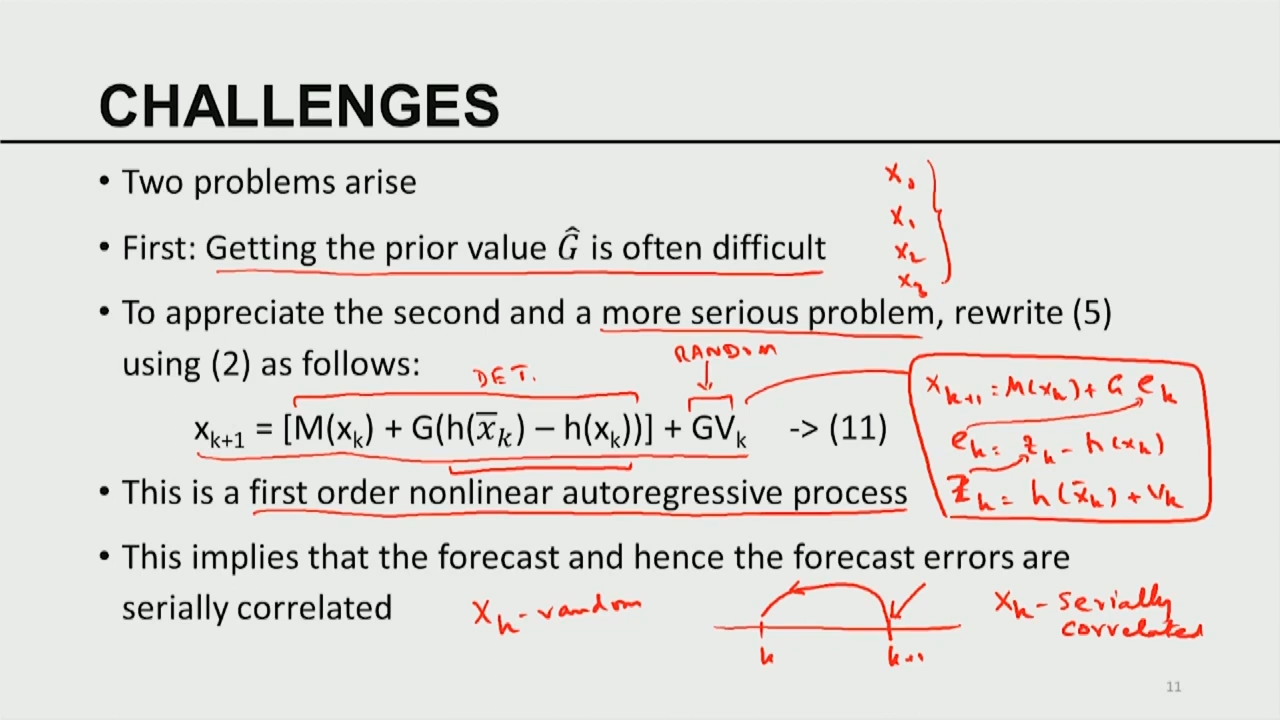 CHALLENGES
• Two problems arise
x₀
x₁
x₂
x₃
• First: Getting the prior value Ĝ is often difficult
• To appreciate the second and a more serious problem, rewrite (5)
using (2) as follows:
DET.
RANDOM
xₖ₊₁ = [M(xₖ) + G(h(x̅ₖ) – h(xₖ))] + GVₖ -> (11)
xₖ₊₁ = M(xₖ) + G eₖ
eₖ = zₖ - h(xₖ)
Zₖ = h(x̄ₖ) + Vₖ
• This is a first order nonlinear autoregressive process
• This implies that the forecast and hence the forecast errors are
serially correlated
xₖ - random
k
k+1
xₖ - serially
correlated
11